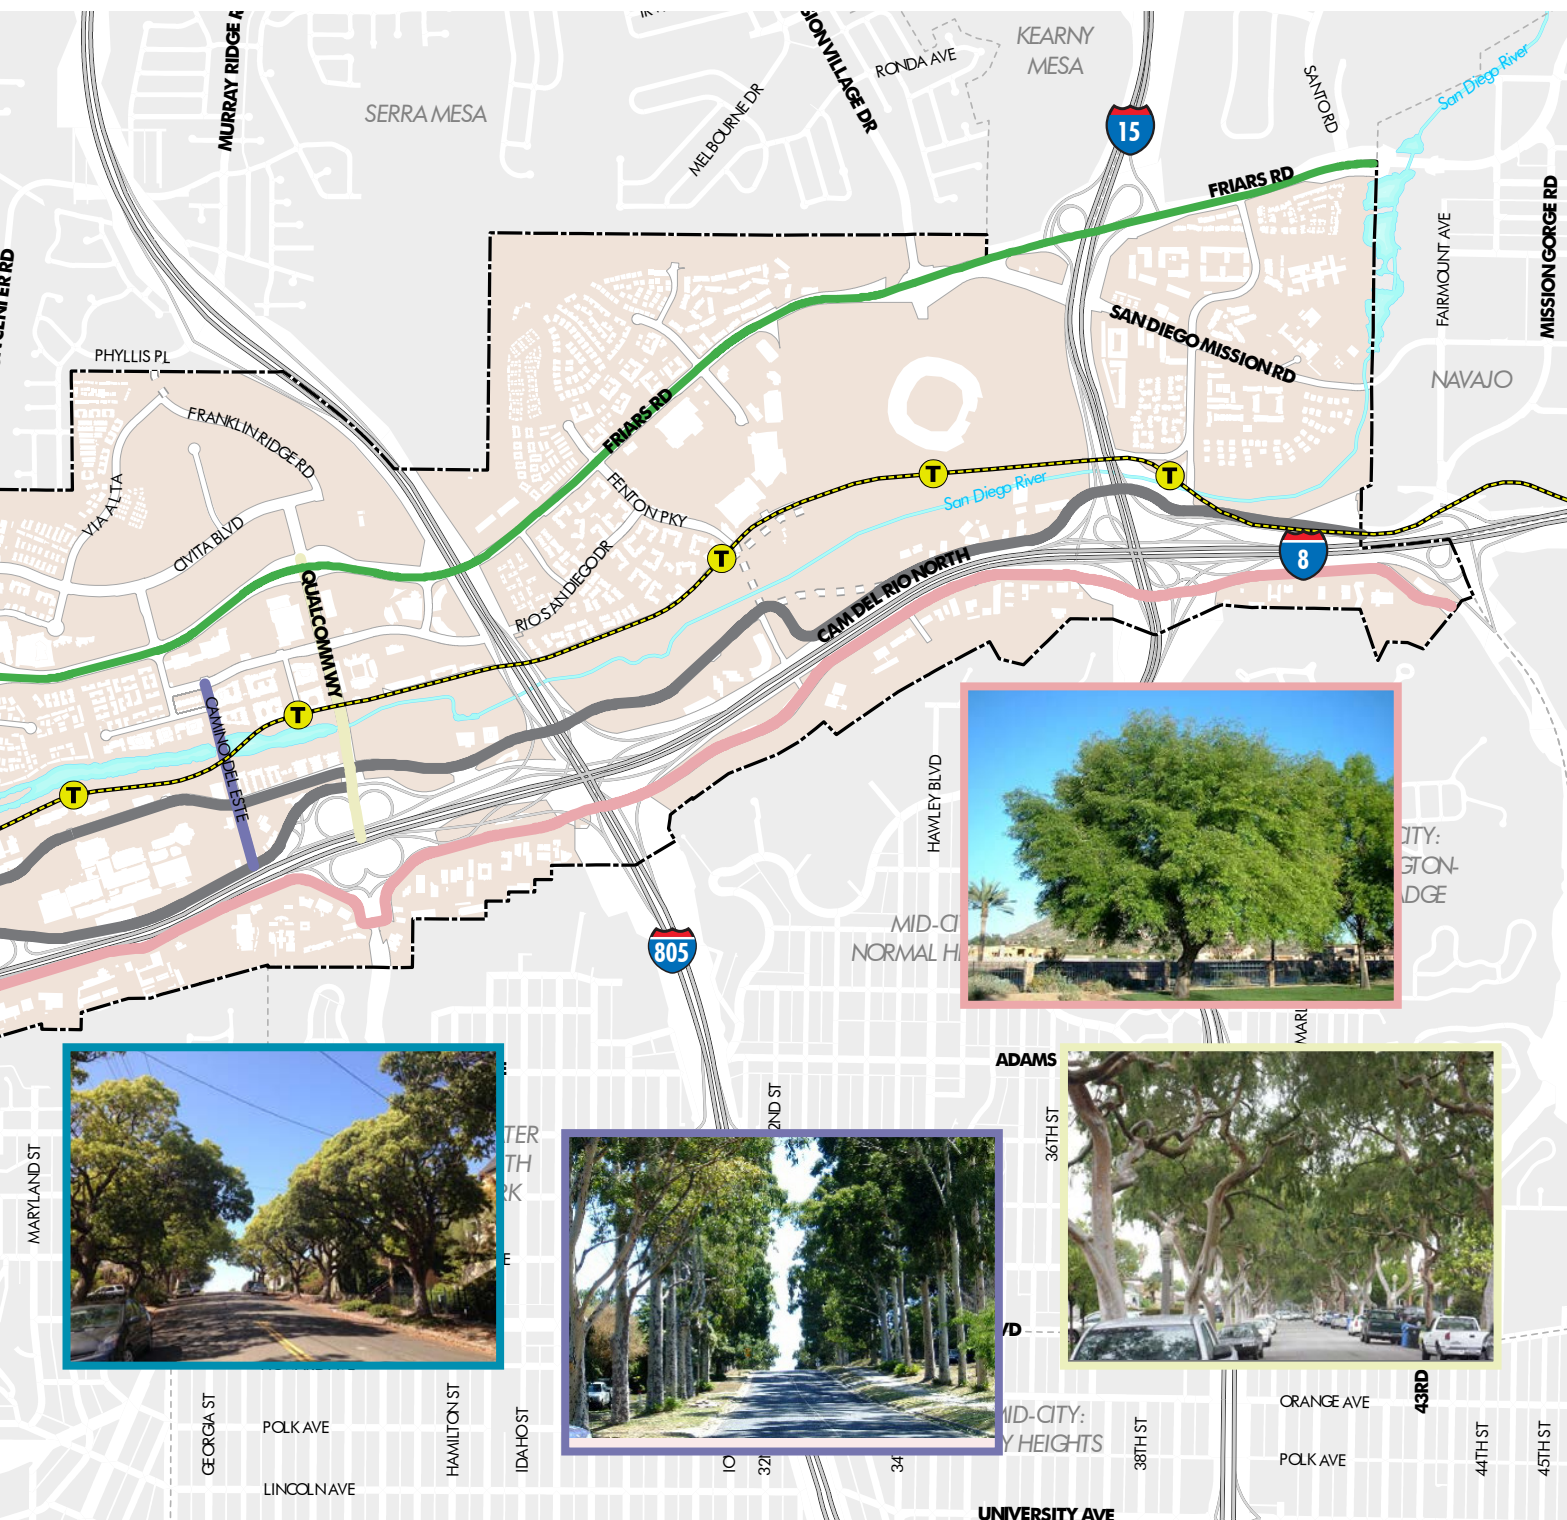 MURRAY RIDGE
SERRA MESA
MELBOURNE DR
VILLAGE DR
RONDA AVE
KEARNY
MESA
15
SANTO RD
San Diego River
FRIARS RD
FAIRMOUNT AVE
MISSION GORGE RD
PHYLLIS PL
FRANKLIN RIDGE RD
VIA ALTA
CIVITA BLVD
FRIARS RD
SAN DIEGO MISSION RD
NAVAJO
FENTON PKY
T
T
San Diego River
T
RIO SAN DIEGO DR
8
QUALCOMM WY
CAM DEL RIO NORTH
T
CAMINO DEL ESTE
T
HAWLEY BLVD
805
NORMAL
ADAMS
36TH ST
MARYLAND ST
GEORGIA ST
POLK AVE
LINCOLN AVE
HAMILTON ST
IDAHO ST
MID-CITY:
HEIGHTS
38TH ST
ORANGE AVE
POLK AVE
43RD
44TH ST
45TH ST
UNIVERSITY AVE